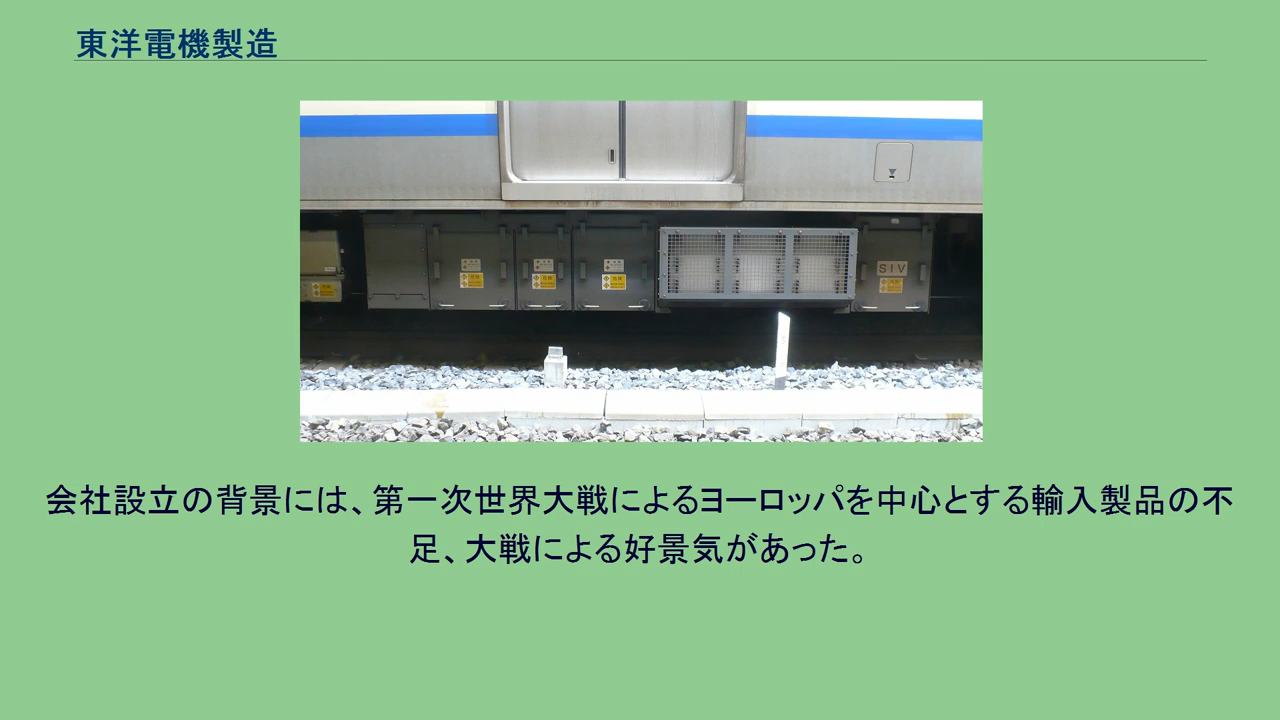 東洋電機製造
SIV
会社設立の背景には、第一次世界大戦によるヨーロッパを中心とする輸入製品の不
足、大戦による好景気があった。